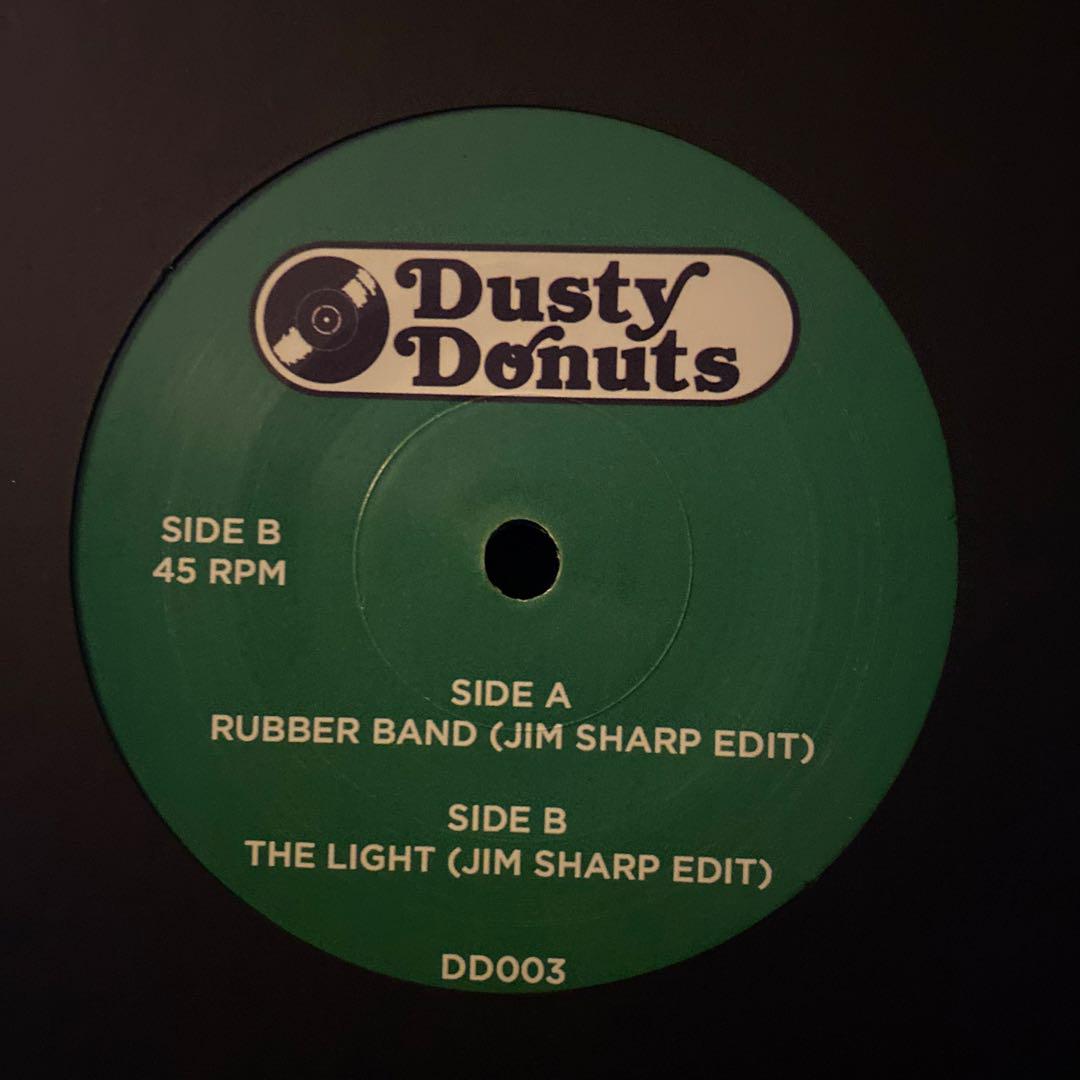 Dusty
Donuts
SIDE B
45 RPM
SIDE A
RUBBER BAND (JIM SHARP EDIT)
SIDE B
THE LIGHT (JIM SHARP EDIT)
DD003